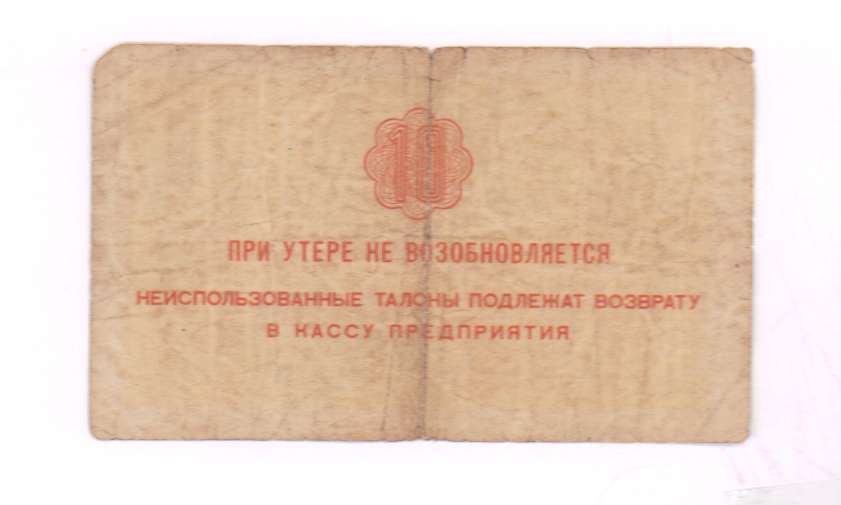 10
ПРИ УТЕРЕ НЕ ВОЗОБНОВЛЯЕТСЯ
НЕИСПОЛЬЗОВАННЫЕ ТАЛОНЫ ПОДЛЕЖАТ ВОЗВРАТУ
В КАССУ ПРЕДПРИЯТИЯ